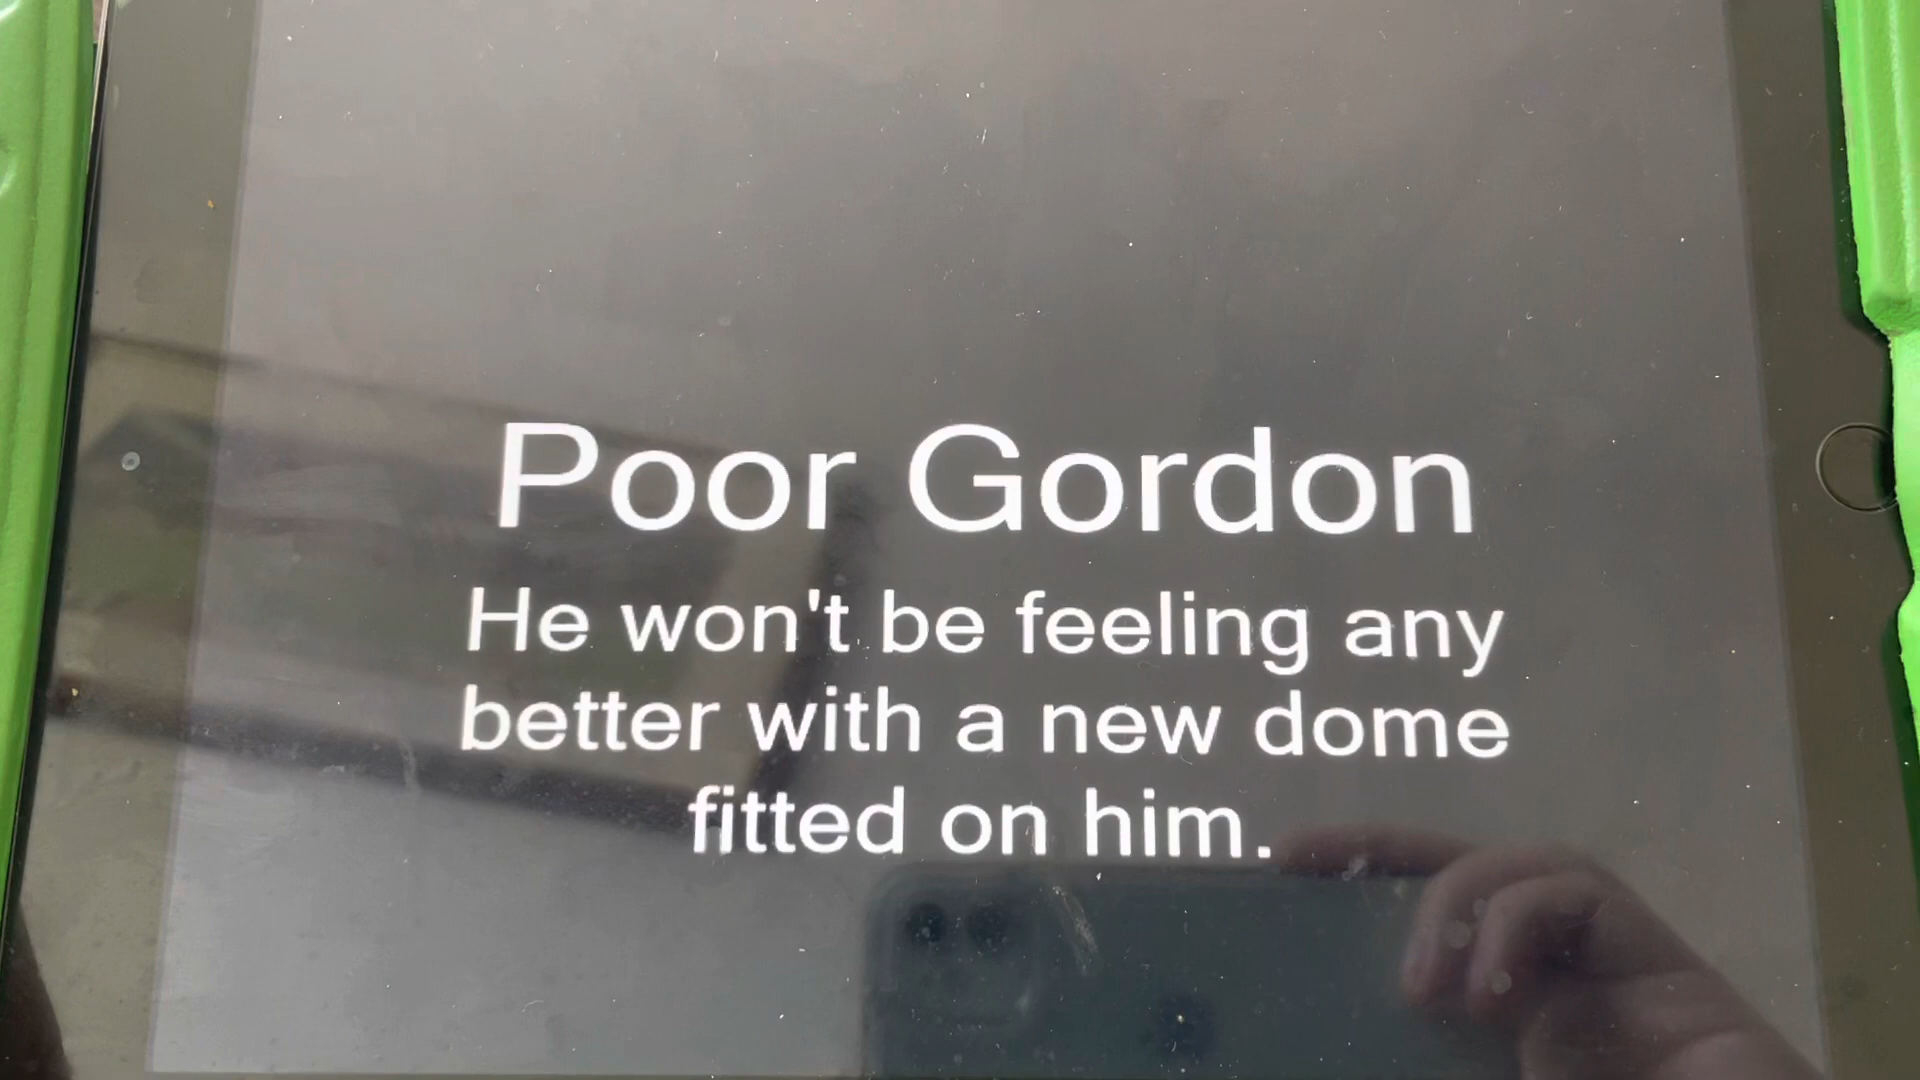 Poor Gordon
He won't be feeling any
better with a new dome
fitted on him.